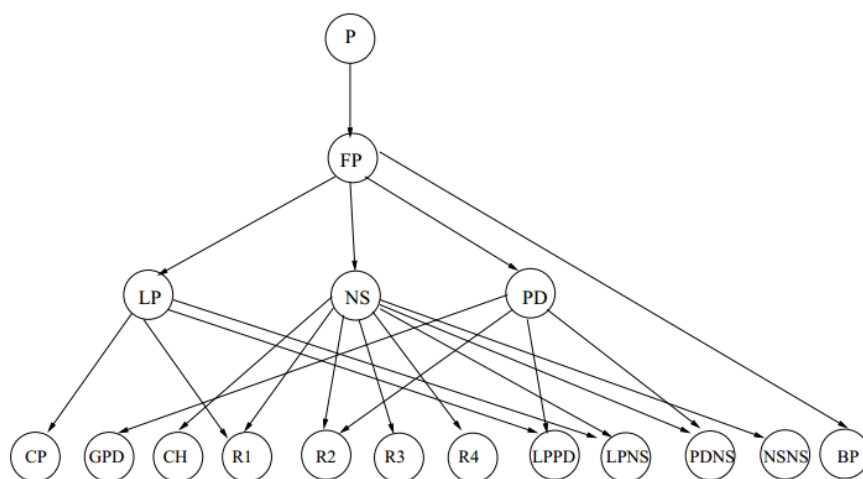 P
FP
LP NS PD
CP GPD CH R1 R2 R3 R4 LPPD LPNS PDNS NSNS BP